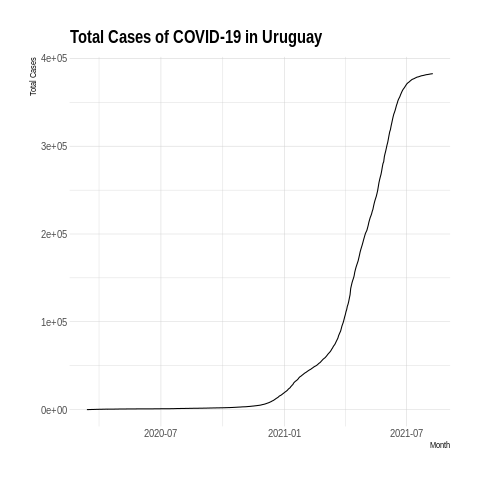 Total Cases of COVID-19 in Uruguay
Total Cases
4e+05
3e+05
2e+05
1e+05
0e+00
2020-07 2021-01 2021-07
Month